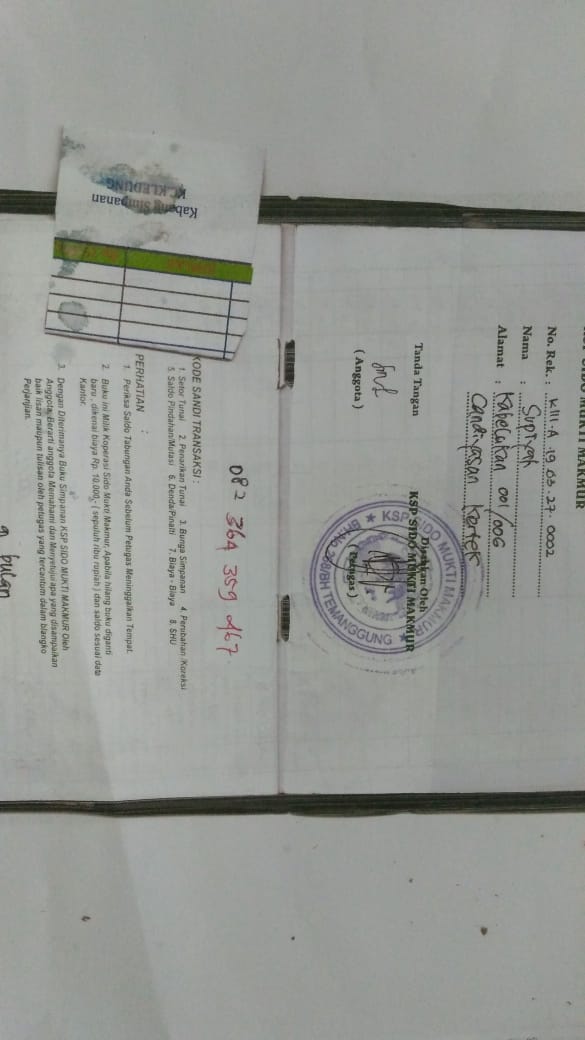 MUKTI MAKMUR
No. Rek. : KIII.A 19.03.27.0002
Nama : Supriyah
Alamat : Kabelukan 001/006
Candiyasan Kertek
Disahkan Oleh
Tanda Tangan KSP SIDO MUKTI MAKMUR
( Anggota ) ( Petugas )
★ KSP SIDO MUKTI MAKMUR ★
BH TEMANGGUNG
082 364 359 467
KODE SANDI TRANSAKSI :
1. Setor Tunai 2. Penarikan Tunai 3. Bunga Simpanan 4. Perubahan /Koreksi
5. Saldo Pindahan/Mutasi 6. Denda/Pinalti 7. Biaya - Biaya 8. SHU
PERHATIAN :
1. Periksa Saldo Tabungan Anda Sebelum Petugas Meninggalkan Tempat.
2. Buku ini Milik Koperasi Sido Mukti Makmur, Apabila hilang buku diganti
baru , dikenai biaya Rp. 10.000,- ( sepuluh ribu rupiah ) dan saldo sesuai data
Kantor.
3. Dengan Diterimanya Buku Simpanan KSP SIDO MUKTI MAKMUR Oleh
Anggota, Berarti anggota Memahami dan Menyetujui apa yang disampaikan
baik lisan maupun tulisan oleh petugas yang tercantum dalam blangko
Perjanjian.
bulan
Kabang Simpanan
KC. KLEDUNG